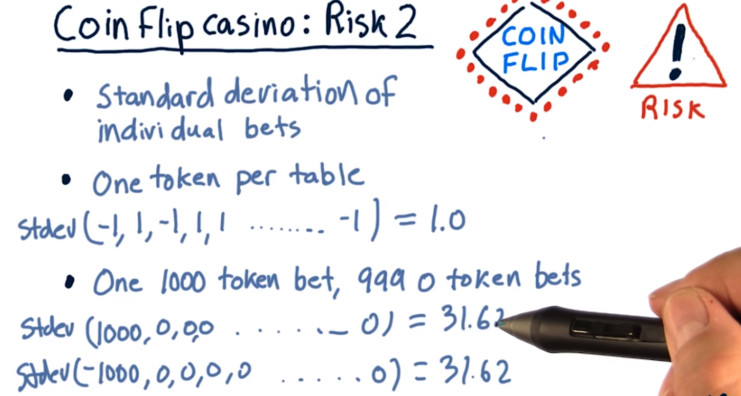 Coin Flip casino: Risk 2
COIN
FLIP
!
RISK
• Standard deviation of
individual bets
• One token per table
Stdev (-1, 1, -1, 1, 1 ........ -1) = 1.0
• One 1000 token bet, 999 0 token bets
Stdev (1000, 0, 0,0 ...... 0) = 31.62
Stdev (-1000, 0, 0, 0, 0 ...... 0) = 31.62